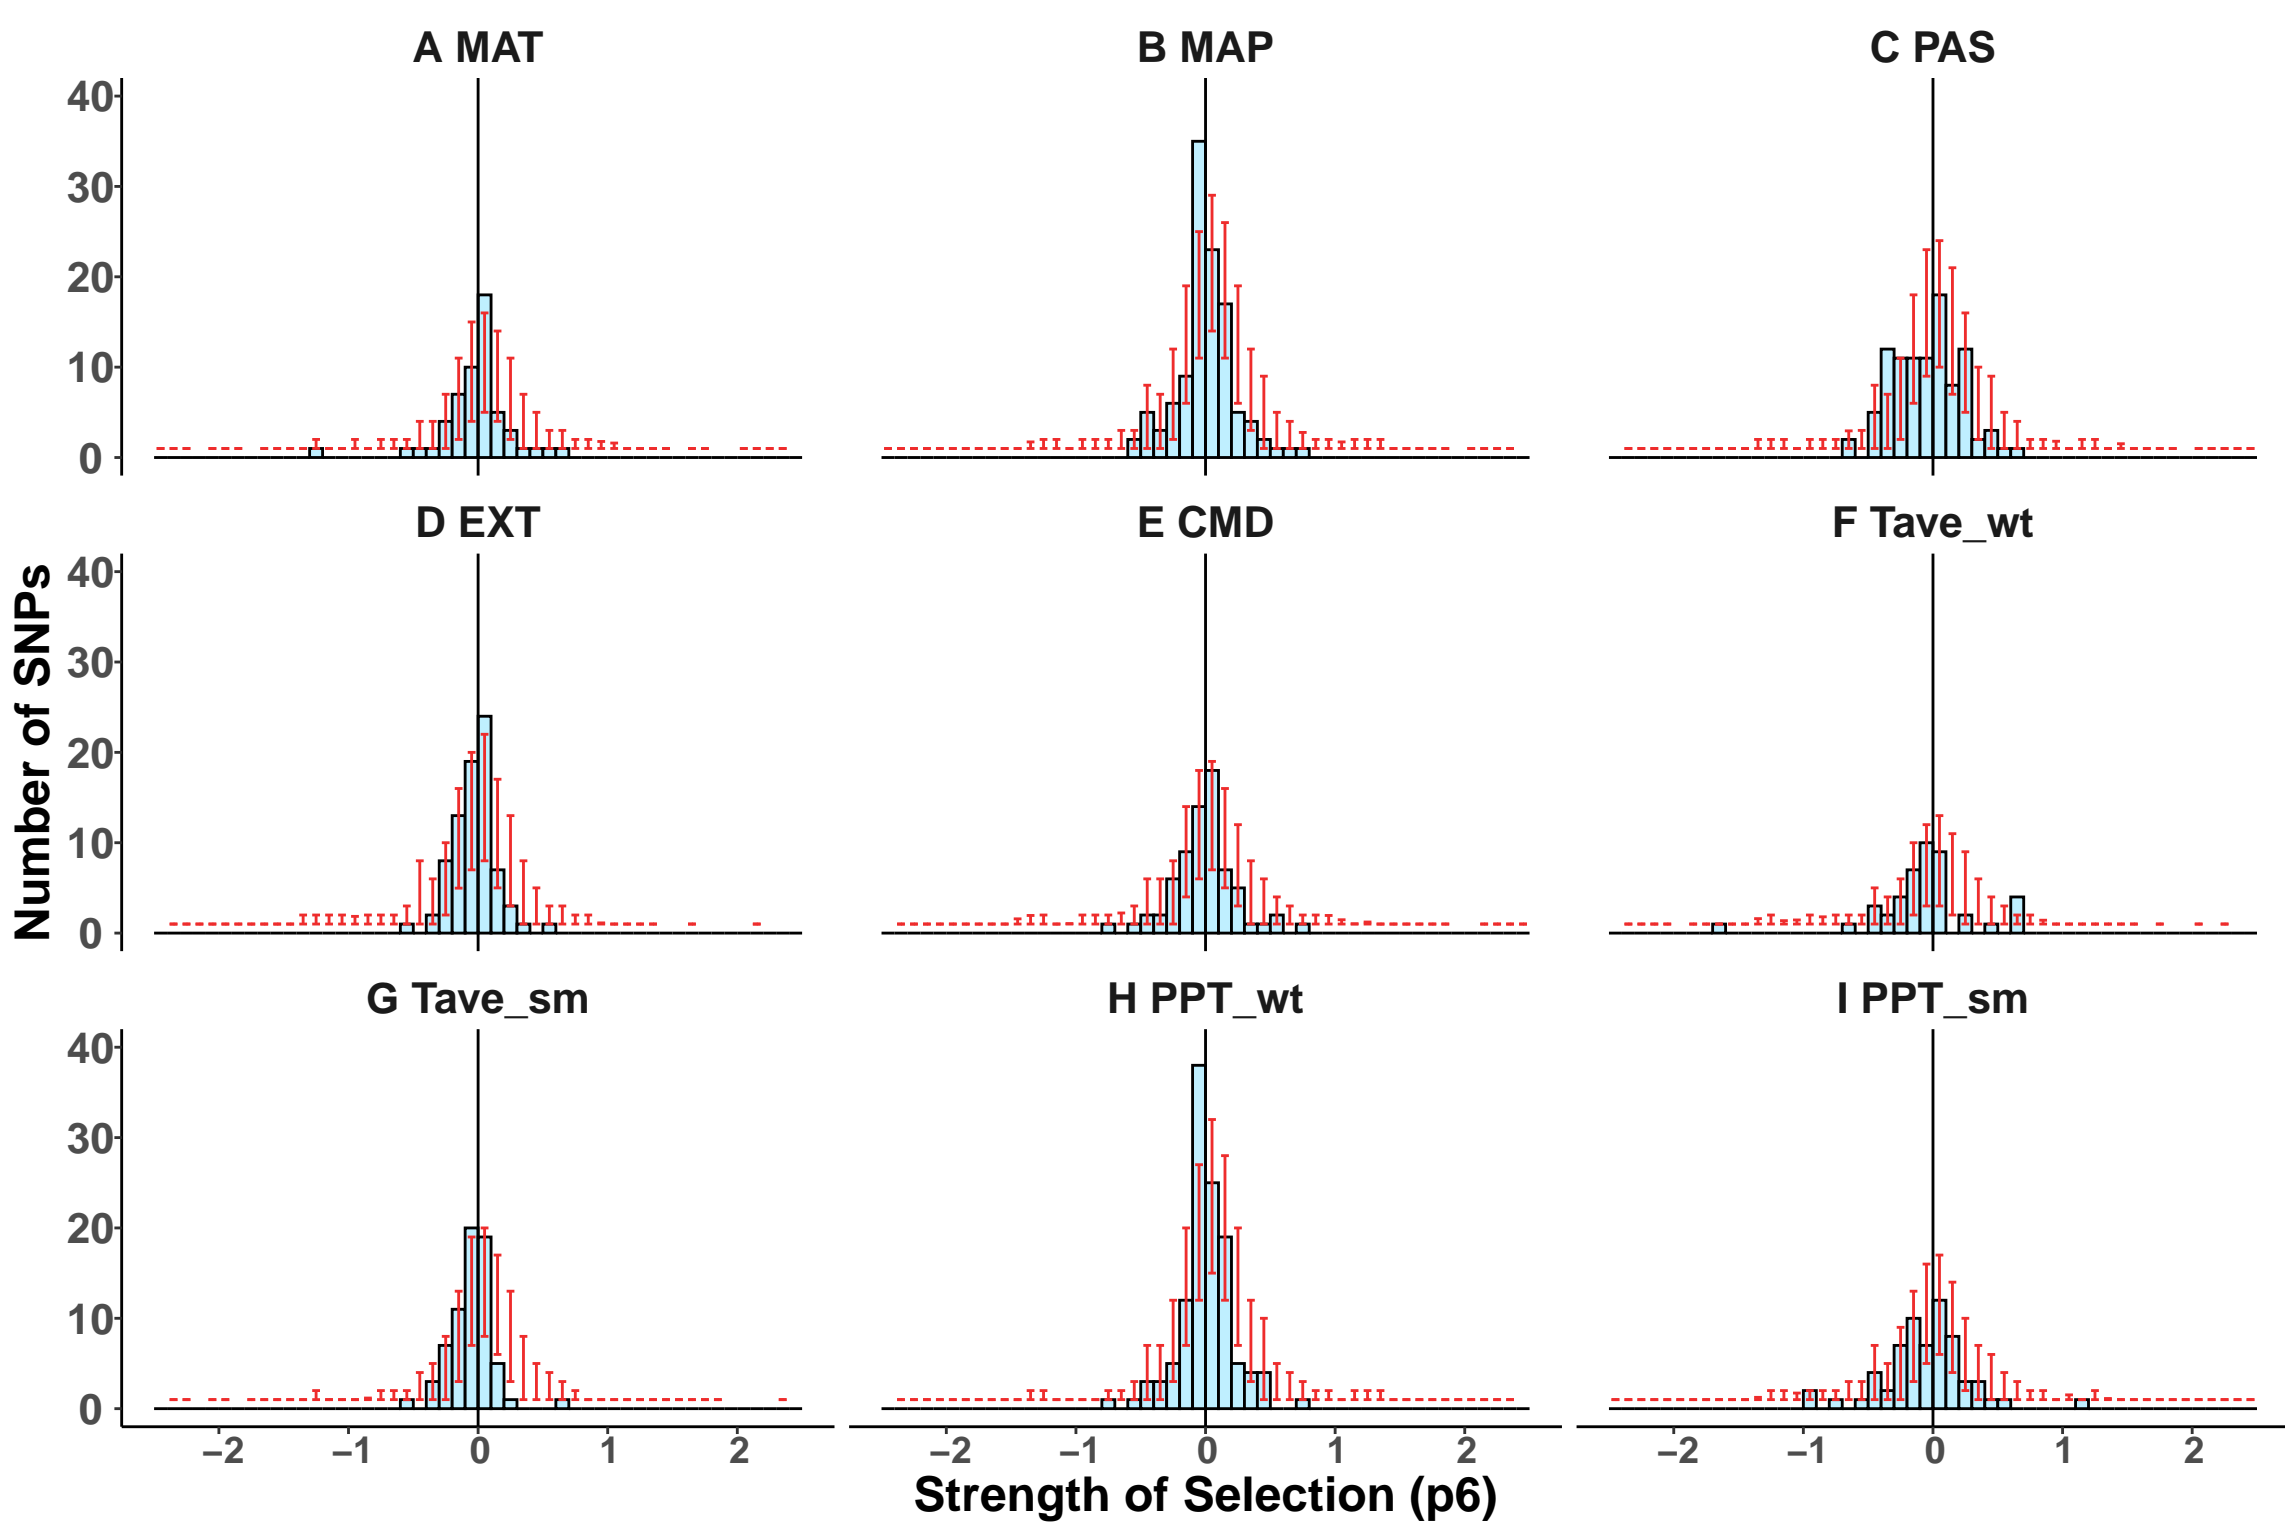 A MAT
B MAP
C PAS
40
30
20
10
0
D EXT
E CMD
F Tave_wt
40
30
20
10
0
Number of SNPs
G Tave_sm
H PPT_wt
I PPT_sm
40
30
20
10
0
−2 −1 0 1 2
−2 −1 0 1 2
−2 −1 0 1 2
Strength of Selection (p6)